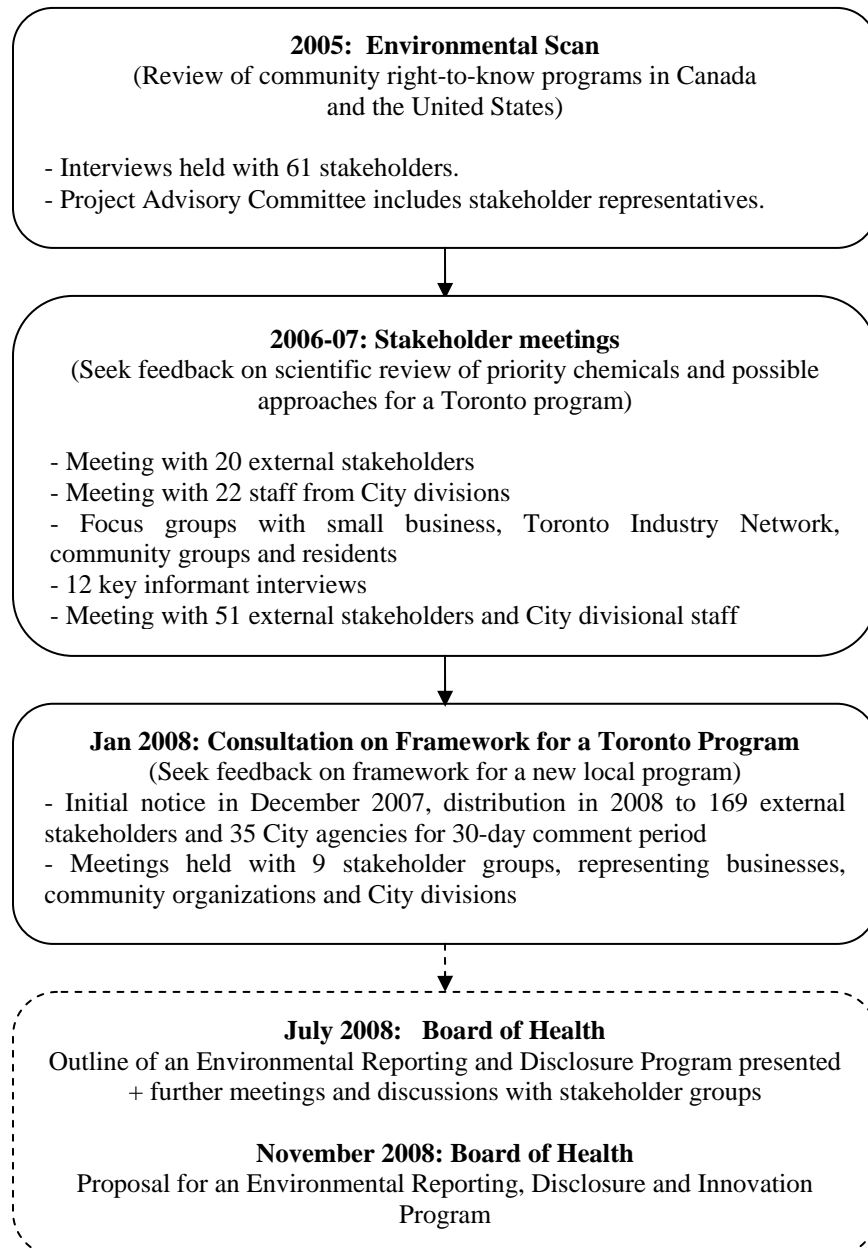 2005:  Environmental Scan
(Review of community right-to-know programs in Canada
and the United States)
- Interviews held with 61 stakeholders.
- Project Advisory Committee includes stakeholder representatives.
2006-07: Stakeholder meetings
(Seek feedback on scientific review of priority chemicals and possible
approaches for a Toronto program)
- Meeting with 20 external stakeholders
- Meeting with 22 staff from City divisions
- Focus groups with small business, Toronto Industry Network,
community groups and residents
- 12 key informant interviews
- Meeting with 51 external stakeholders and City divisional staff
Jan 2008: Consultation on Framework for a Toronto Program
(Seek feedback on framework for a new local program)
- Initial notice in December 2007, distribution in 2008 to 169 external
stakeholders and 35 City agencies for 30-day comment period
- Meetings held with 9 stakeholder groups, representing businesses,
community organizations and City divisions
July 2008:   Board of Health
Outline of an Environmental Reporting and Disclosure Program presented
+ further meetings and discussions with stakeholder groups
November 2008: Board of Health
Proposal for an Environmental Reporting, Disclosure and Innovation
Program